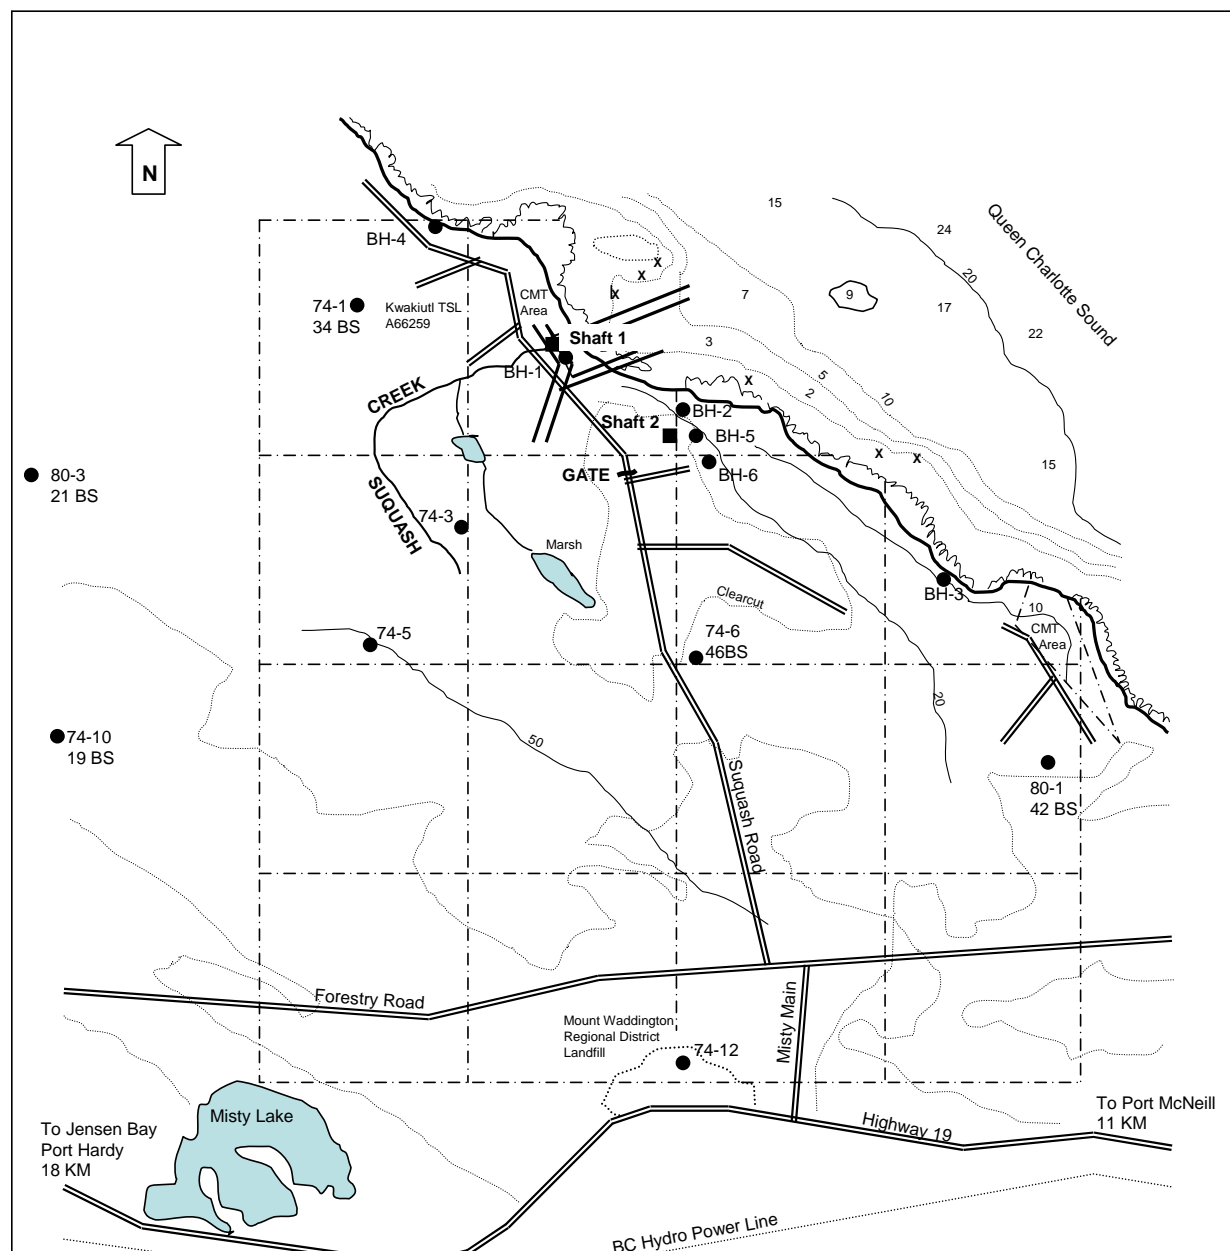 N
15
24
Queen Charlotte Sound
20
BH-4
74-1
34 BS
Kwakiutl TSL
A66259
CMT
Area
7
9
17
22
Shaft 1
3
5
10
BH-1
X
X
X
X
2
CREEK
BH-2
Shaft 2
BH-5
BH-6
X
X
15
80-3
21 BS
GATE
SUQUASH
74-3
Marsh
Clearcut
BH-3
10
CMT
Area
74-5
74-6
46BS
20
50
74-10
19 BS
Suquash Road
80-1
42 BS
Forestry Road
Mount Waddington
Regional District
Landfill
74-12
Misty Main
Misty Lake
To Jensen Bay
Port Hardy
18 KM
Highway 19
To Port McNeill
11 KM
BC Hydro Power Line